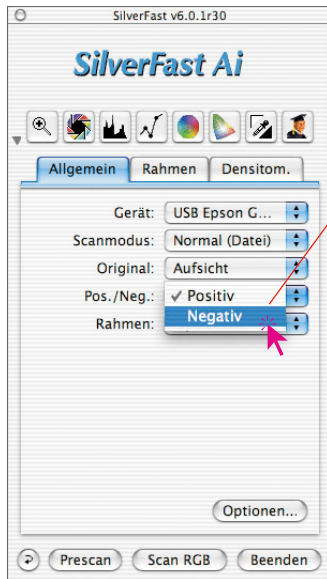 SilverFast v6.0.1r30
SilverFast Ai
Allgemein Rahmen Densitom.
Gerät: USB Epson G...
Scanmodus: Normal (Datei)
Original: Aufsicht
Pos./Neg.: ✓ Positiv
Negativ
Rahmen:
Optionen...
Prescan Scan RGB Beenden